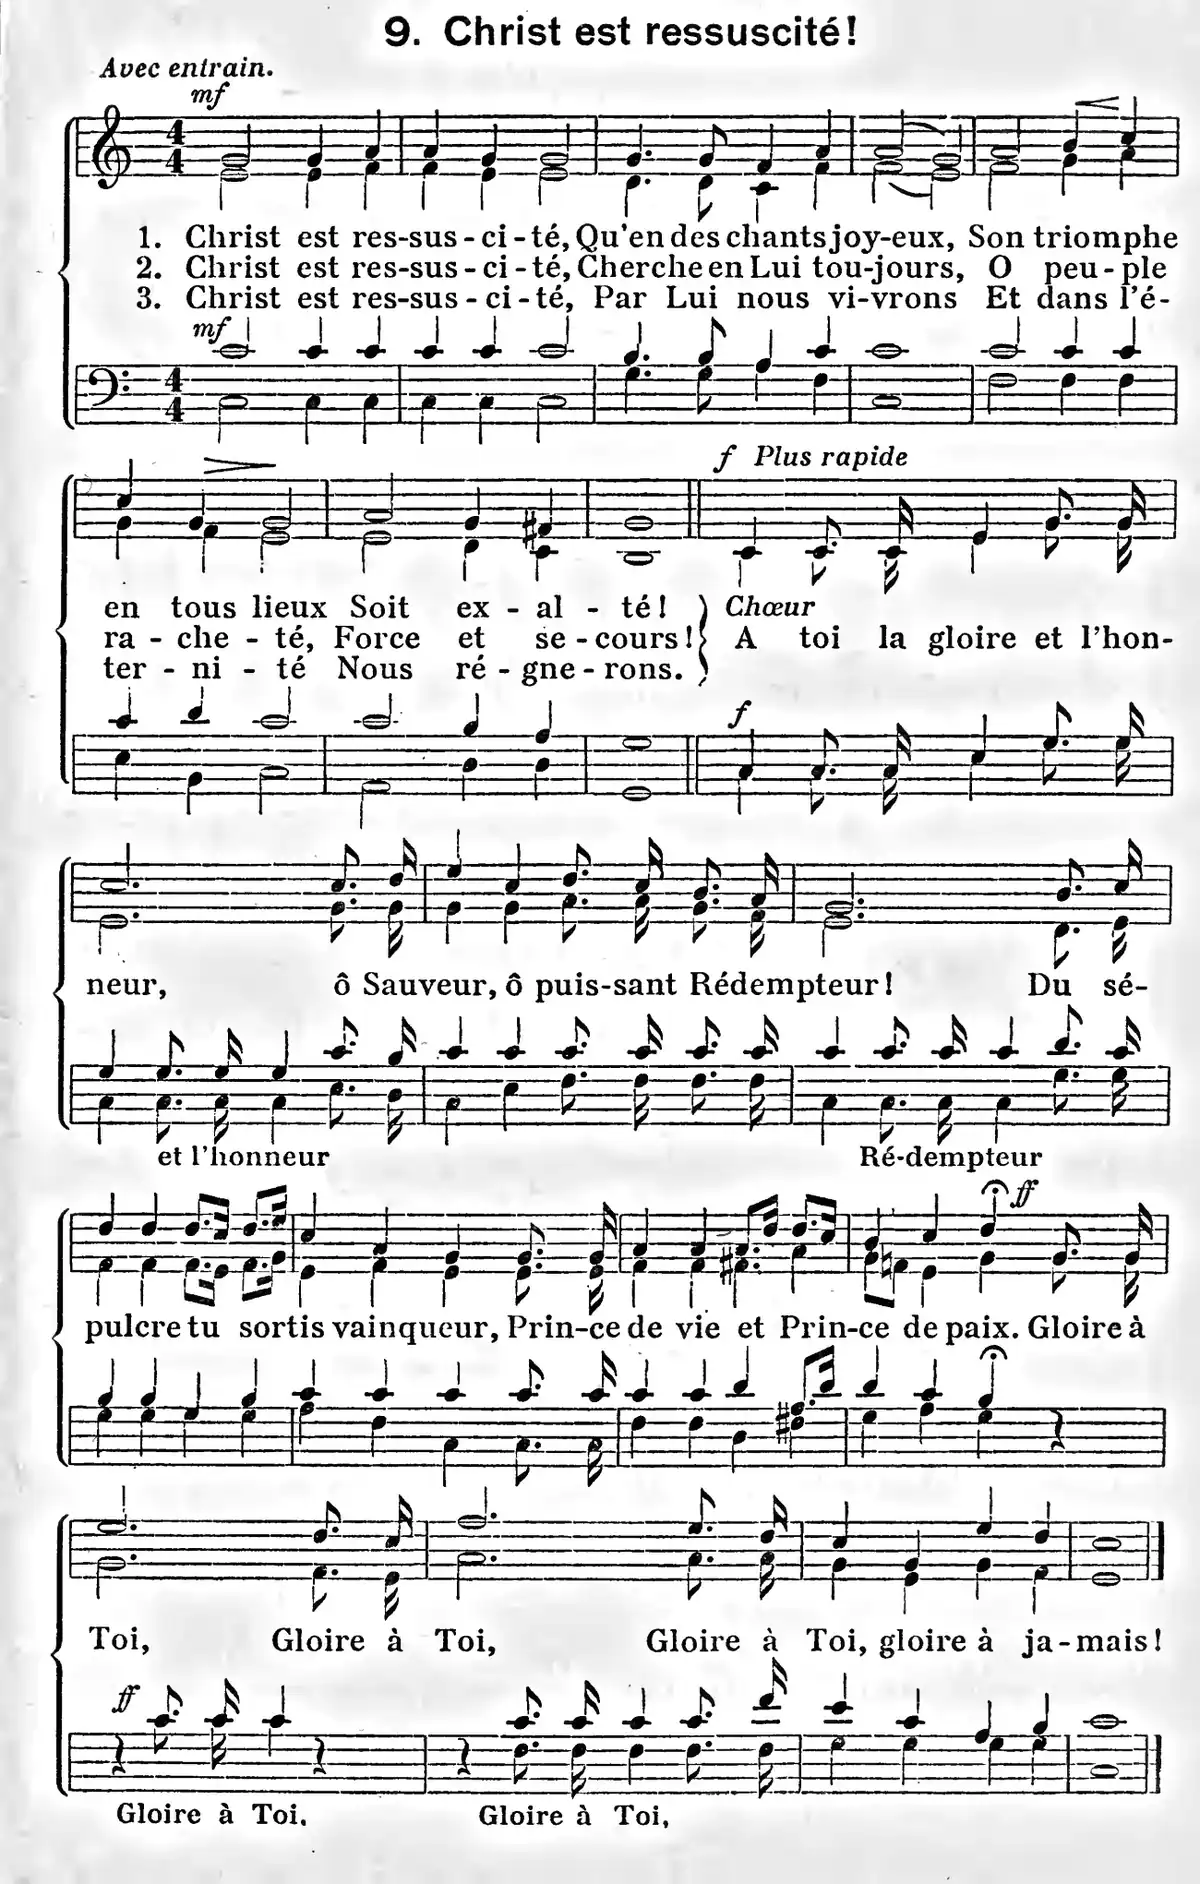 9. Christ est ressuscité!
Avec entrain.
mf
1. Christ est res-sus-ci-té, Qu'en des chants joy-eux, Son triomphe
2. Christ est res-sus-ci-té, Cherche en Lui tou-jours, O peu-ple
3. Christ est res-sus-ci-té, Par Lui nous vi-vrons Et dans l'é-
mf
4
4
4
4
f Plus rapide
en tous lieux Soit ex-al-té! Chœur
ra-che-té, Force et se-cours! A toi la gloire et l'hon-
ter-ni-té Nous ré-gne-rons.
f
neur, ô Sauveur, ô puis-sant Rédempteur! Du sé-
et l'honneur Ré-dempteur
ff
pulcre tu sortis vainqueur, Prin-ce de vie et Prin-ce de paix. Gloire à
Toi, Gloire à Toi, Gloire à Toi, gloire à ja-mais!
ff
Gloire à Toi. Gloire à Toi,